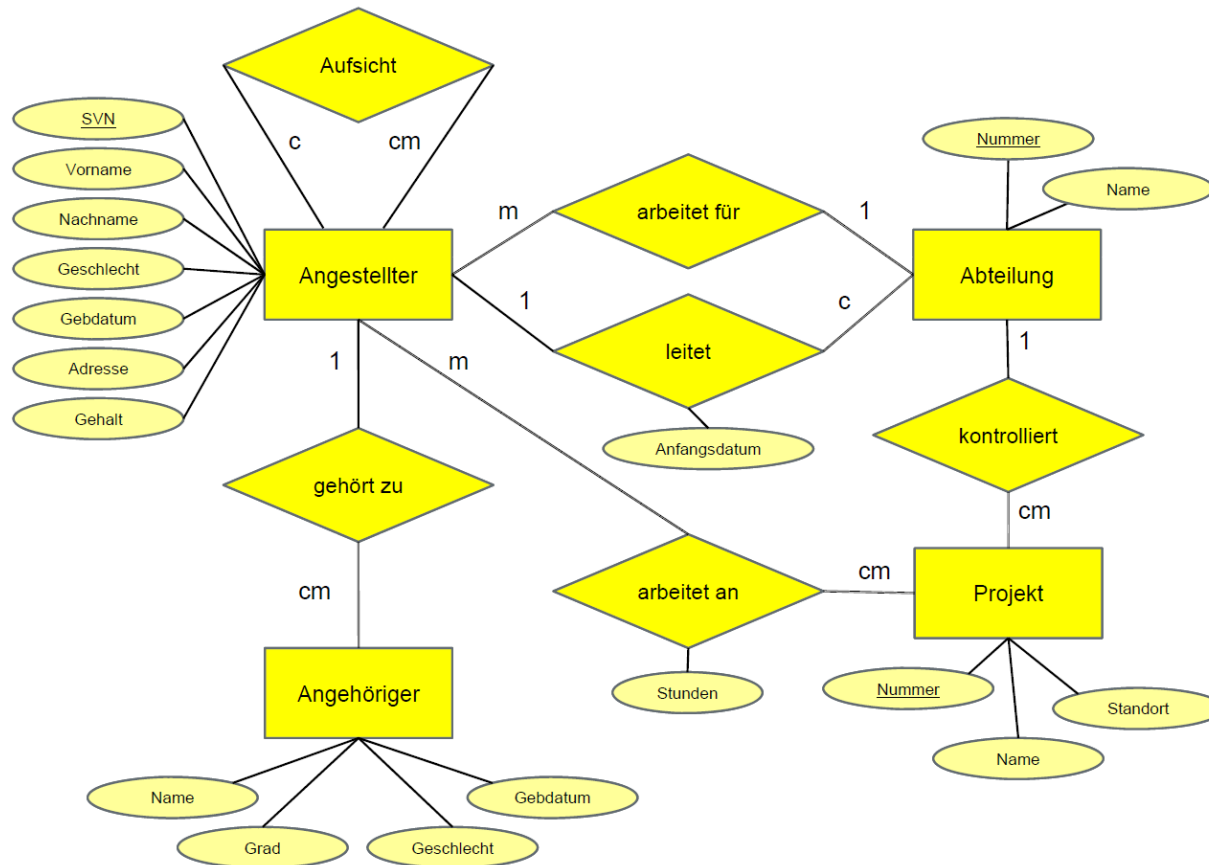 Aufsicht
SVN
c
cm
Nummer
Vorname
Name
Nachname
m
arbeitet für
1
Geschlecht
Angestellter
Abteilung
Gebdatum
1
c
1
leitet
Adresse
1
m
Gehalt
Anfangsdatum
kontrolliert
gehört zu
cm
cm
cm
arbeitet an
Projekt
Angehöriger
Stunden
Nummer
Standort
Name
Name
Gebdatum
Grad
Geschlecht